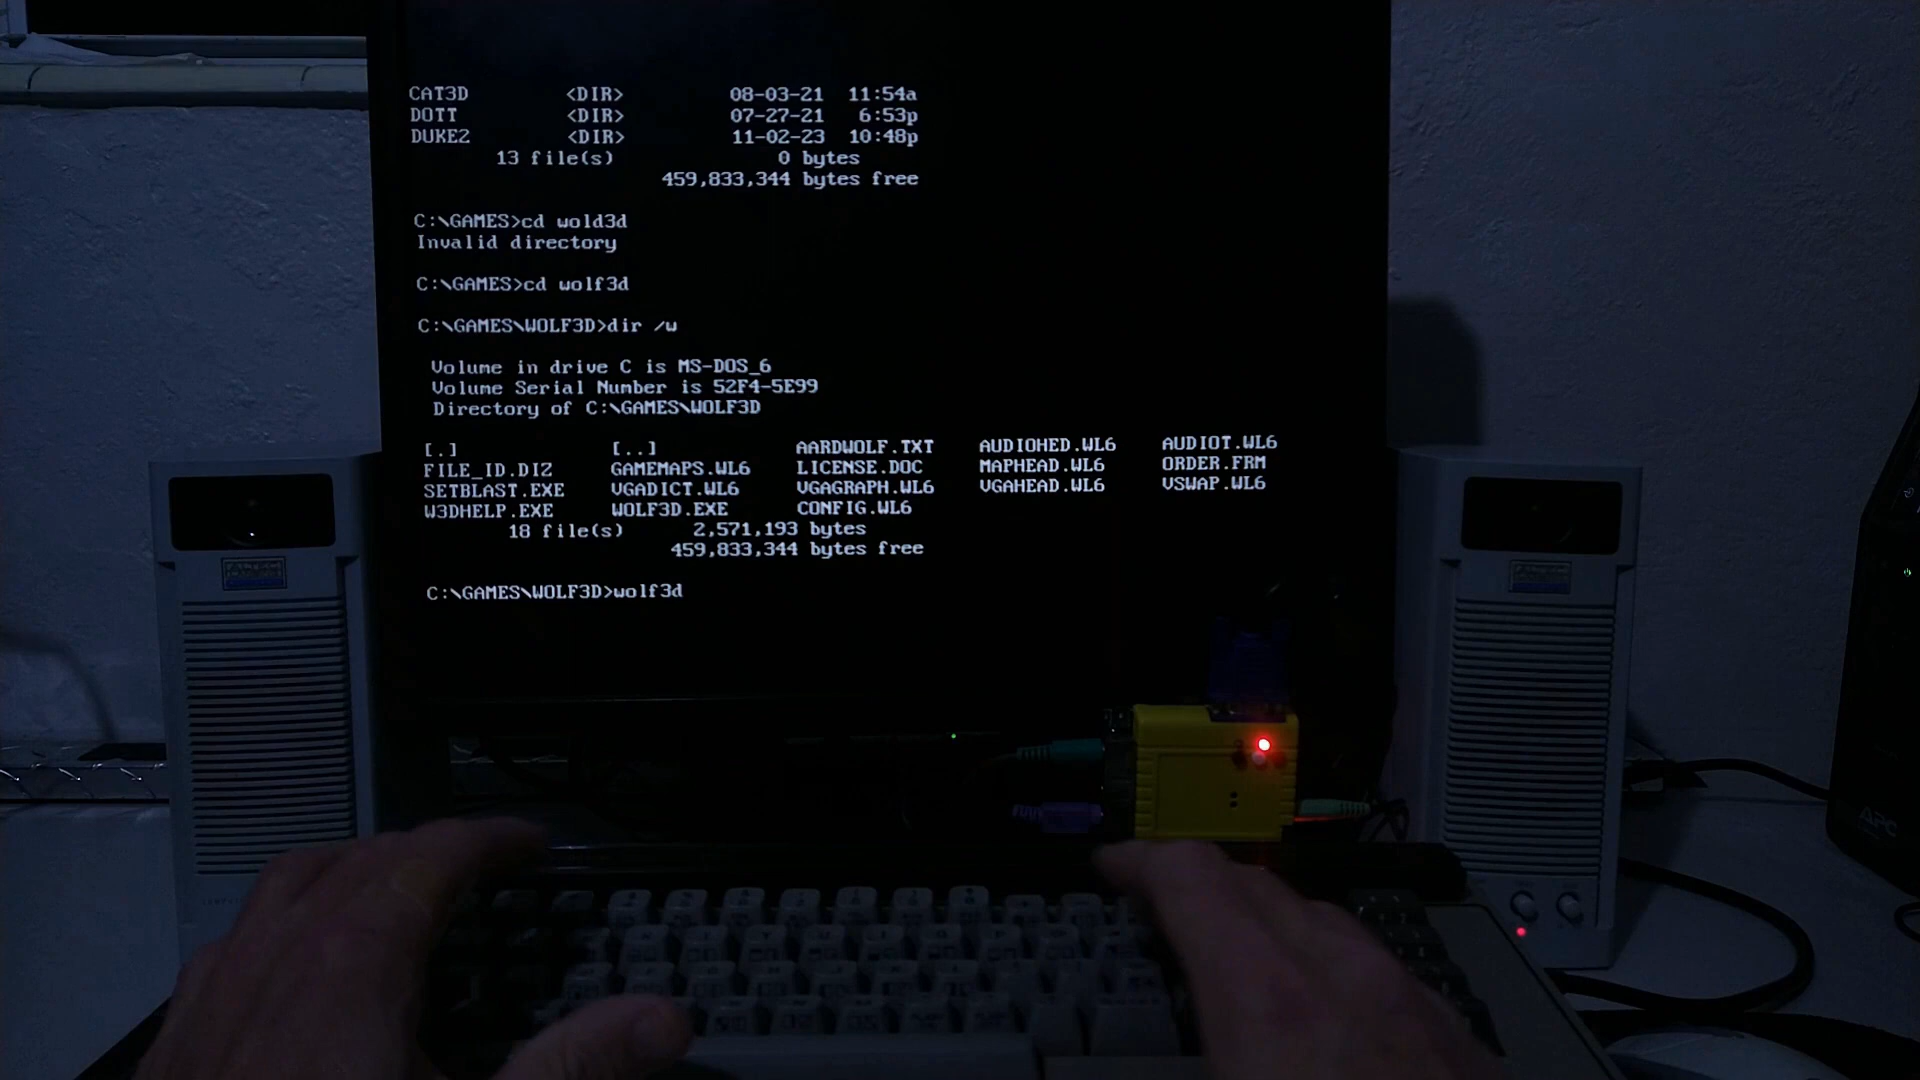 CAT3D <DIR> 08-03-21 11:54a
DOTT <DIR> 07-27-21 6:53p
DUKE2 <DIR> 11-02-23 10:48p
13 file(s) 0 bytes
459,833,344 bytes free
C:\GAMES>cd wold3d
Invalid directory
C:\GAMES>cd wolf3d
C:\GAMES\WOLF3D>dir /w
Volume in drive C is MS-DOS_6
Volume Serial Number is 52F4-5E99
Directory of C:\GAMES\WOLF3D
[.] [..] AARDWOLF.TXT AUDIOHED.WL6 AUDIOT.WL6
FILE_ID.DIZ GAMEMAPS.WL6 LICENSE.DOC MAPHEAD.WL6 ORDER.FRM
SETBLAST.EXE VGADICT.WL6 VGAGRAPH.WL6 VGAHEAD.WL6 VSWAP.WL6
W3DHELP.EXE WOLF3D.EXE CONFIG.WL6
18 file(s) 2,571,193 bytes
459,833,344 bytes free
C:\GAMES\WOLF3D>wolf3d
APC